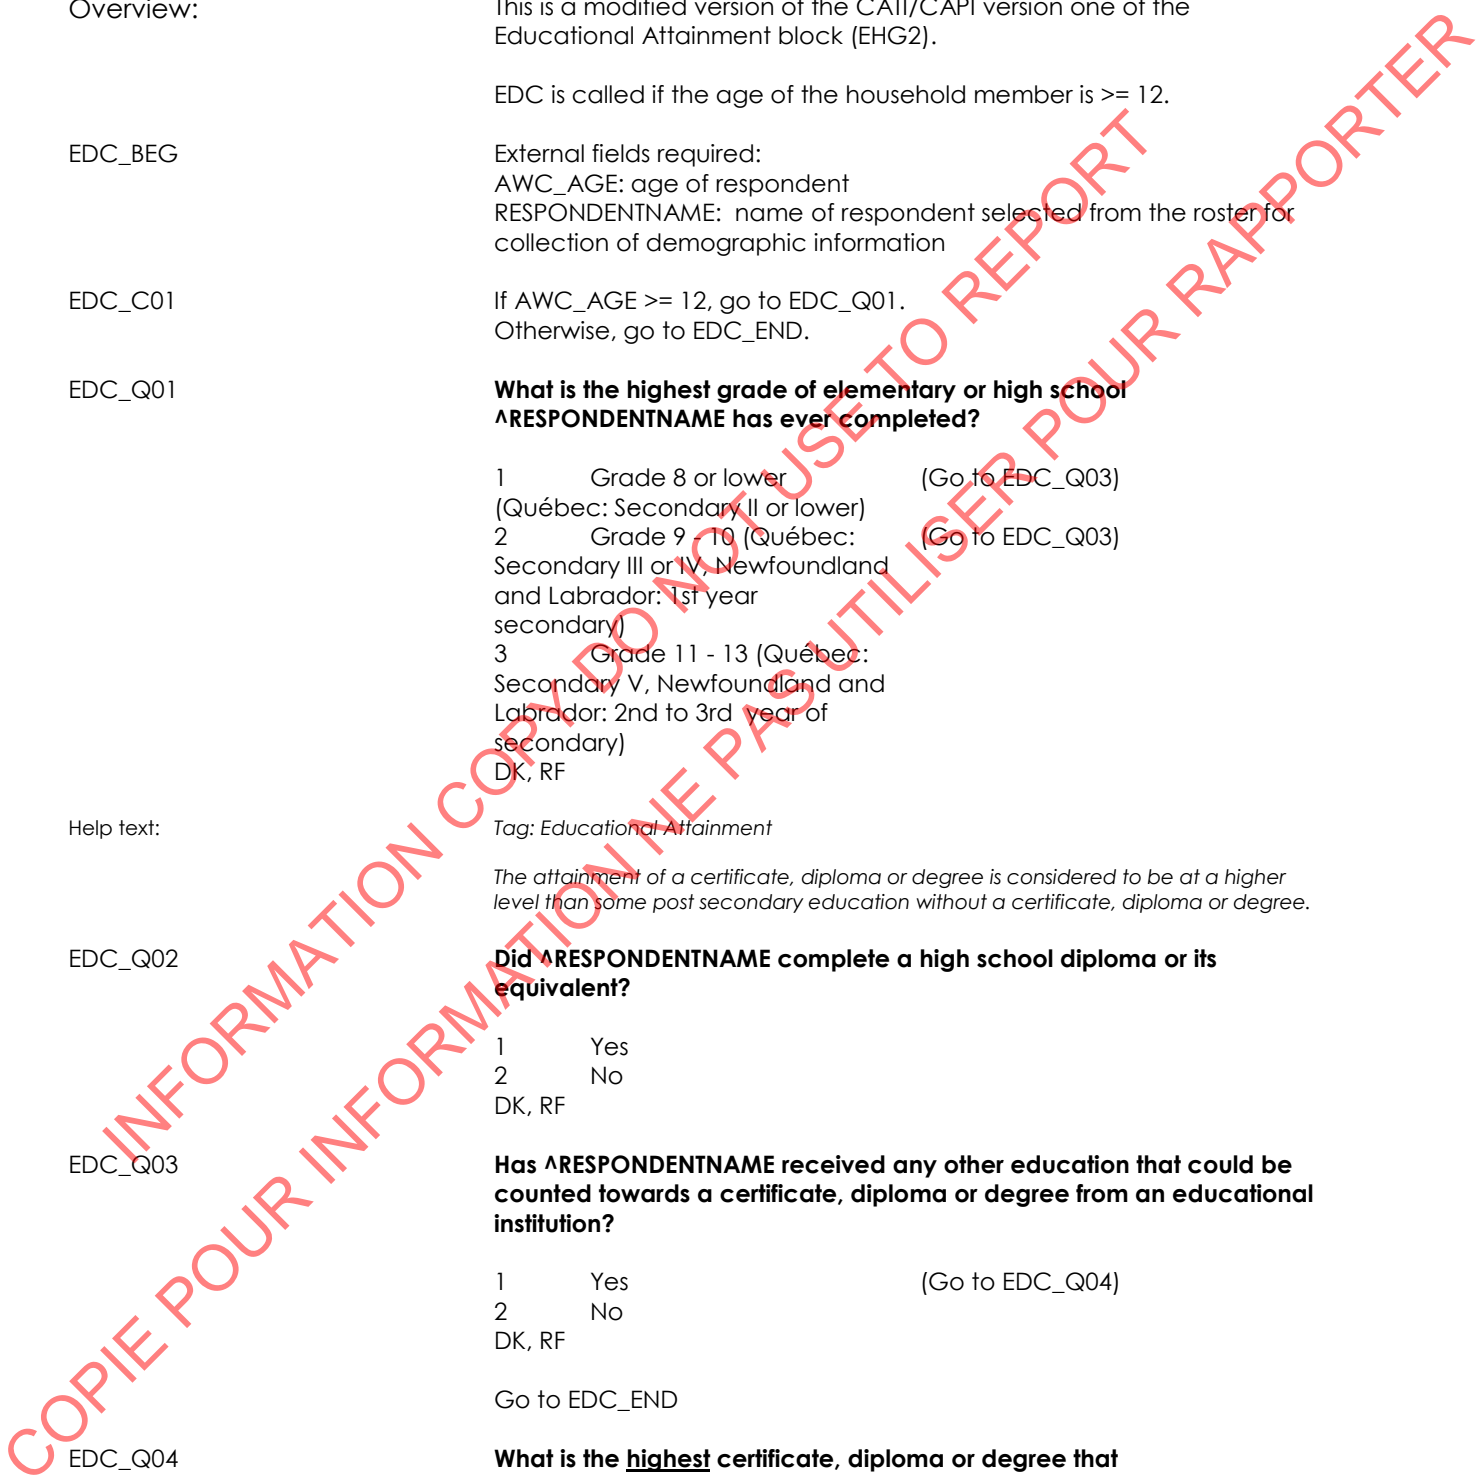 Overview: This is a modified version of the CATI/CAPI version one of the
Educational Attainment block (EHG2).
EDC is called if the age of the household member is >= 12.
EDC_BEG External fields required:
AWC_AGE: age of respondent
RESPONDENTNAME: name of respondent selected from the roster for
collection of demographic information
EDC_C01 If AWC_AGE >= 12, go to EDC_Q01.
Otherwise, go to EDC_END.
EDC_Q01 What is the highest grade of elementary or high school
^RESPONDENTNAME has ever completed?
1 Grade 8 or lower (Go to EDC_Q03)
(Québec: Secondary II or lower)
2 Grade 9 - 10 (Québec: (Go to EDC_Q03)
Secondary III or IV, Newfoundland
and Labrador: 1st year
secondary)
3 Grade 11 - 13 (Québec:
Secondary V, Newfoundland and
Labrador: 2nd to 3rd year of
secondary)
DK, RF
Help text: Tag: Educational Attainment
The attainment of a certificate, diploma or degree is considered to be at a higher
level than some post secondary education without a certificate, diploma or degree.
EDC_Q02 Did ^RESPONDENTNAME complete a high school diploma or its
equivalent?
1 Yes
2 No
DK, RF
EDC_Q03 Has ^RESPONDENTNAME received any other education that could be
counted towards a certificate, diploma or degree from an educational
institution?
1 Yes (Go to EDC_Q04)
2 No
DK, RF
Go to EDC_END
EDC_Q04 What is the highest certificate, diploma or degree that
INFORMATION COPY DO NOT USE TO REPORT
COPIE POUR INFORMATION NE PAS UTILISER POUR RAPPORTER